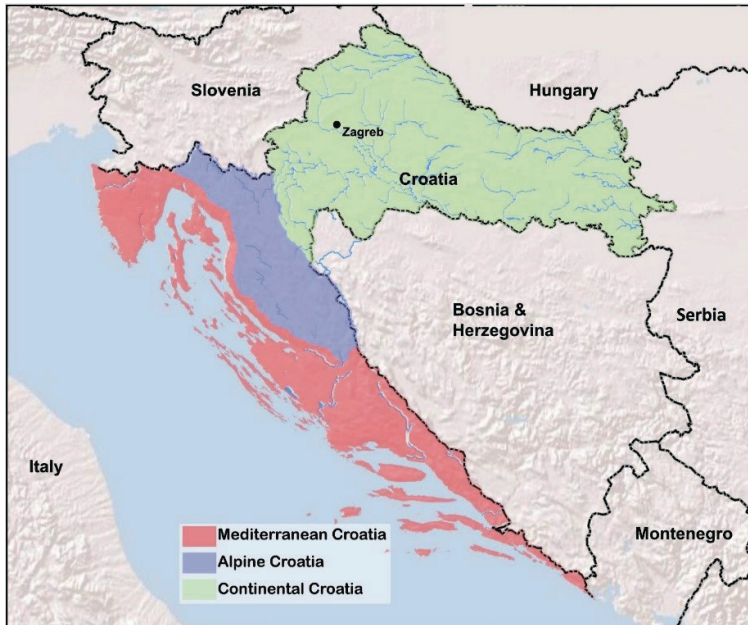 Slovenia
Hungary
Zagreb
Croatia
Bosnia &
Herzegovina
Serbia
Italy
Montenegro
Mediterranean Croatia
Alpine Croatia
Continental Croatia